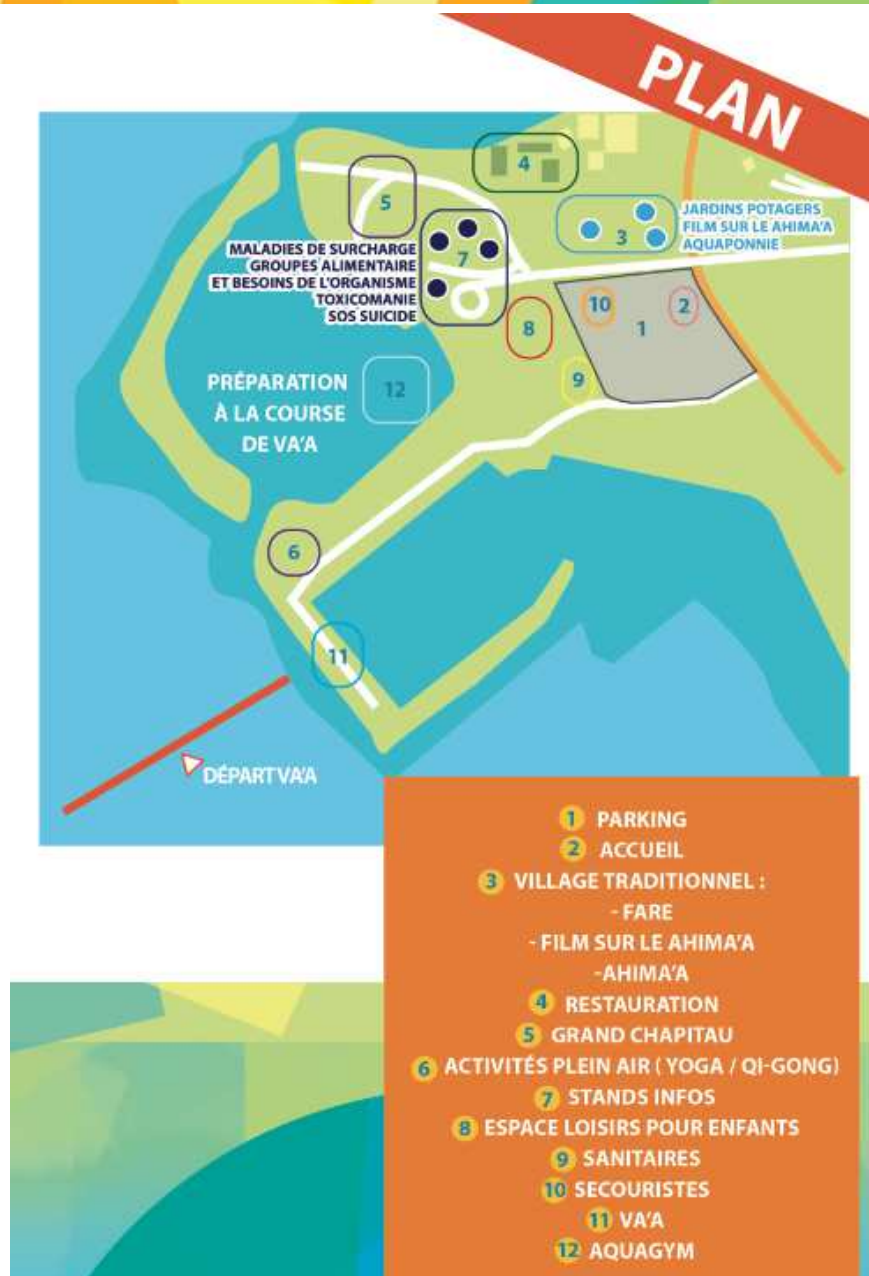 PLAN
4
5
JARDINS POTAGERS
FILM SUR LE AHIMA'A
AQUAPONNIE
3
MALADIES DE SURCHARGE
GROUPES ALIMENTAIRE
ET BESOINS DE L'ORGANISME
TOXICOMANIE
SOS SUICIDE
7
10
2
1
8
9
12
PRÉPARATION
À LA COURSE
DE VA'A
6
11
DÉPART VA'A
1 PARKING
2 ACCUEIL
3 VILLAGE TRADITIONNEL :
- FARE
- FILM SUR LE AHIMA'A
-AHIMA'A
4 RESTAURATION
5 GRAND CHAPITAU
6 ACTIVITÉS PLEIN AIR ( YOGA / QI-GONG)
7 STANDS INFOS
8 ESPACE LOISIRS POUR ENFANTS
9 SANITAIRES
10 SECOURISTES
11 VA'A
12 AQUAGYM